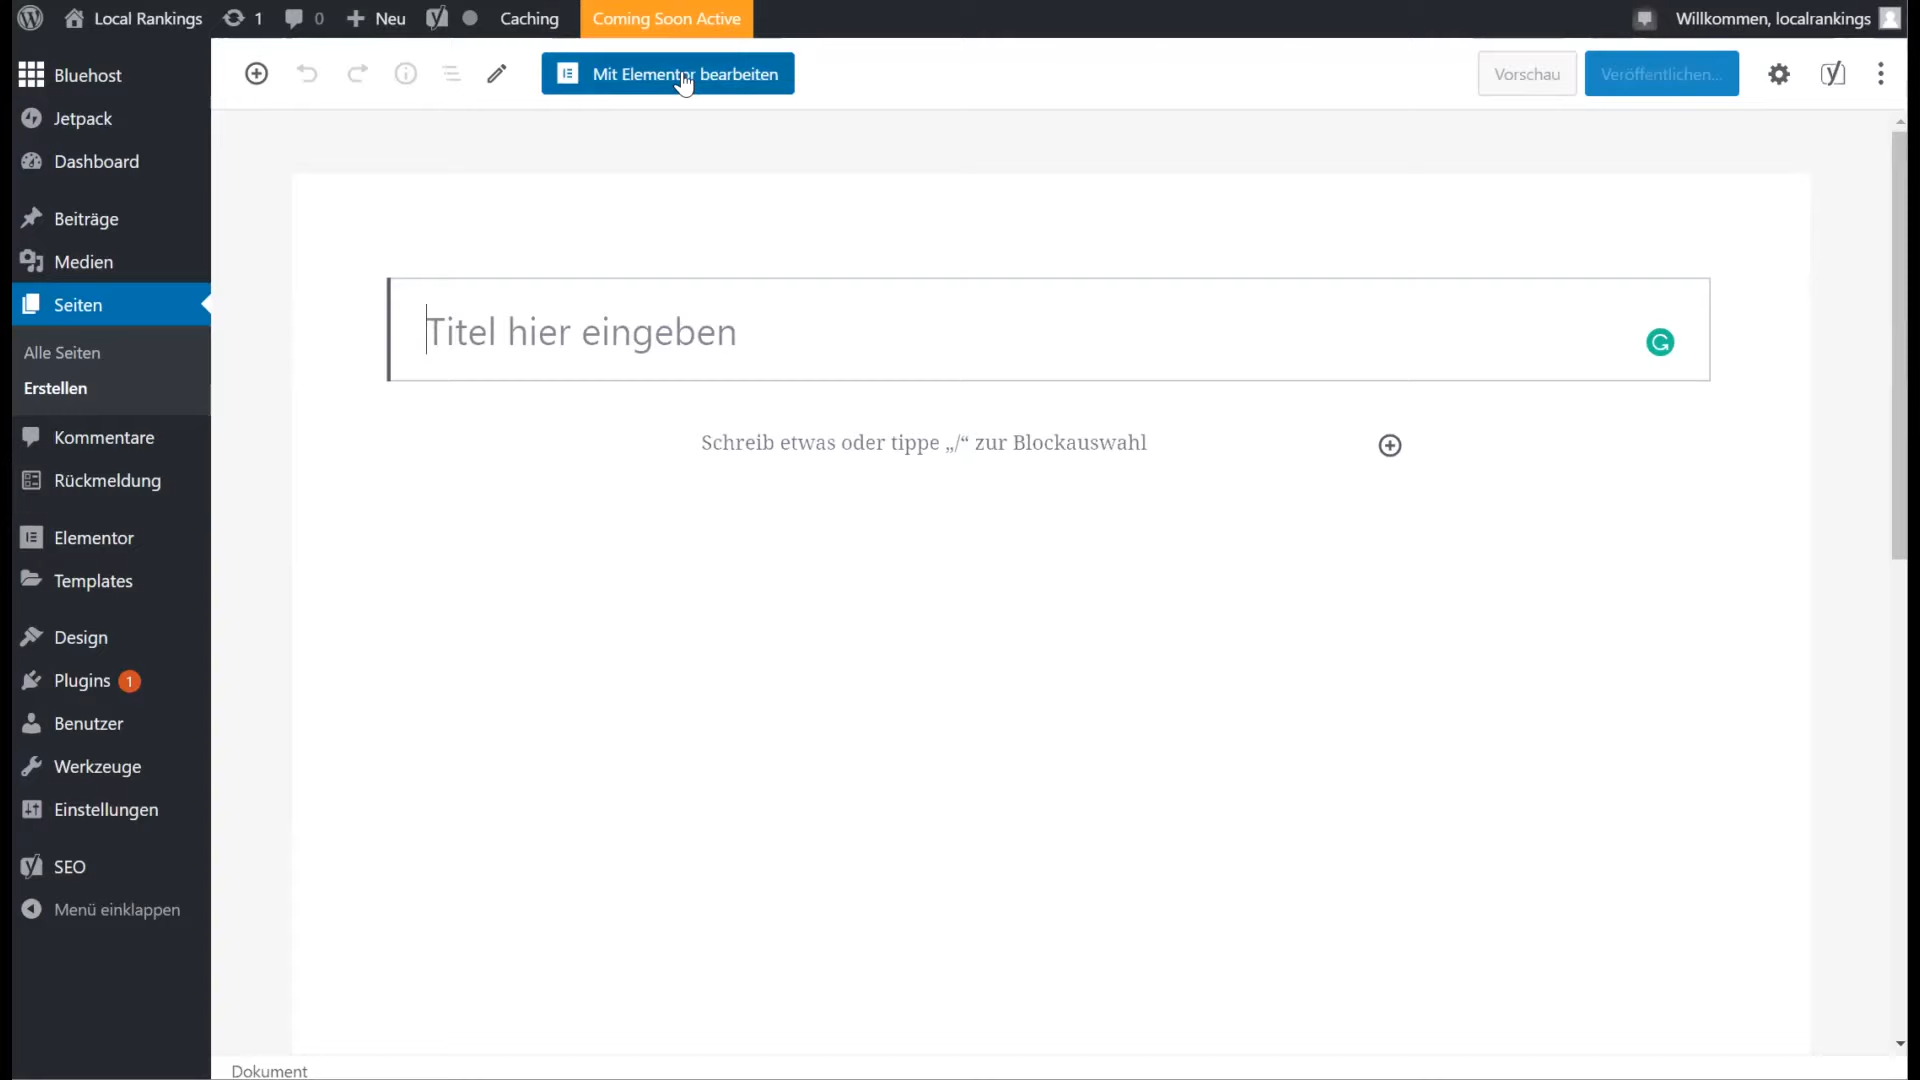 Local Rankings 1 0 Neu Caching Coming Soon Active Willkommen, localrankings
Bluehost
Jetpack
Dashboard
Beiträge
Medien
Seiten
Alle Seiten
Erstellen
Kommentare
Rückmeldung
Elementor
Templates
Design
Plugins 1
Benutzer
Werkzeuge
Einstellungen
SEO
Menü einklappen
Mit Elementor bearbeiten Vorschau Veröffentlichen...
Titel hier eingeben
Schreib etwas oder tippe „/“ zur Blockauswahl
Dokument